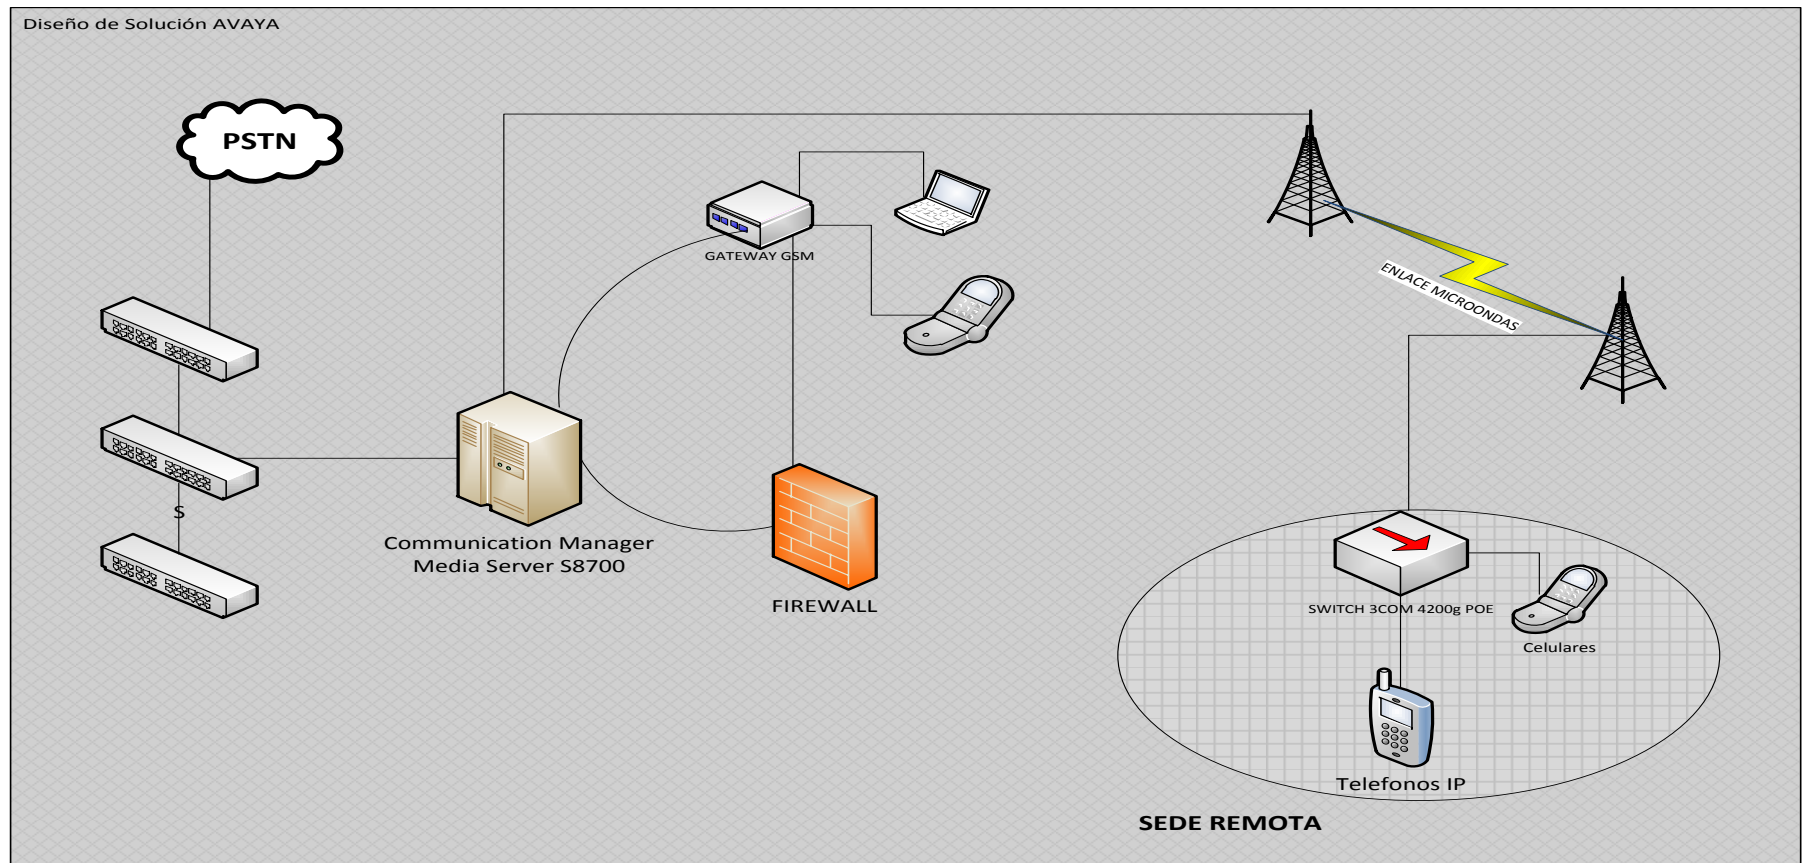 Diseño de Solución AVAYA
PSTN
GATEWAY GSM
ENLACE MICROONDAS
S
Communication Manager
Media Server S8700
FIREWALL
SWITCH 3COM 4200g POE
Celulares
Telefonos IP
SEDE REMOTA